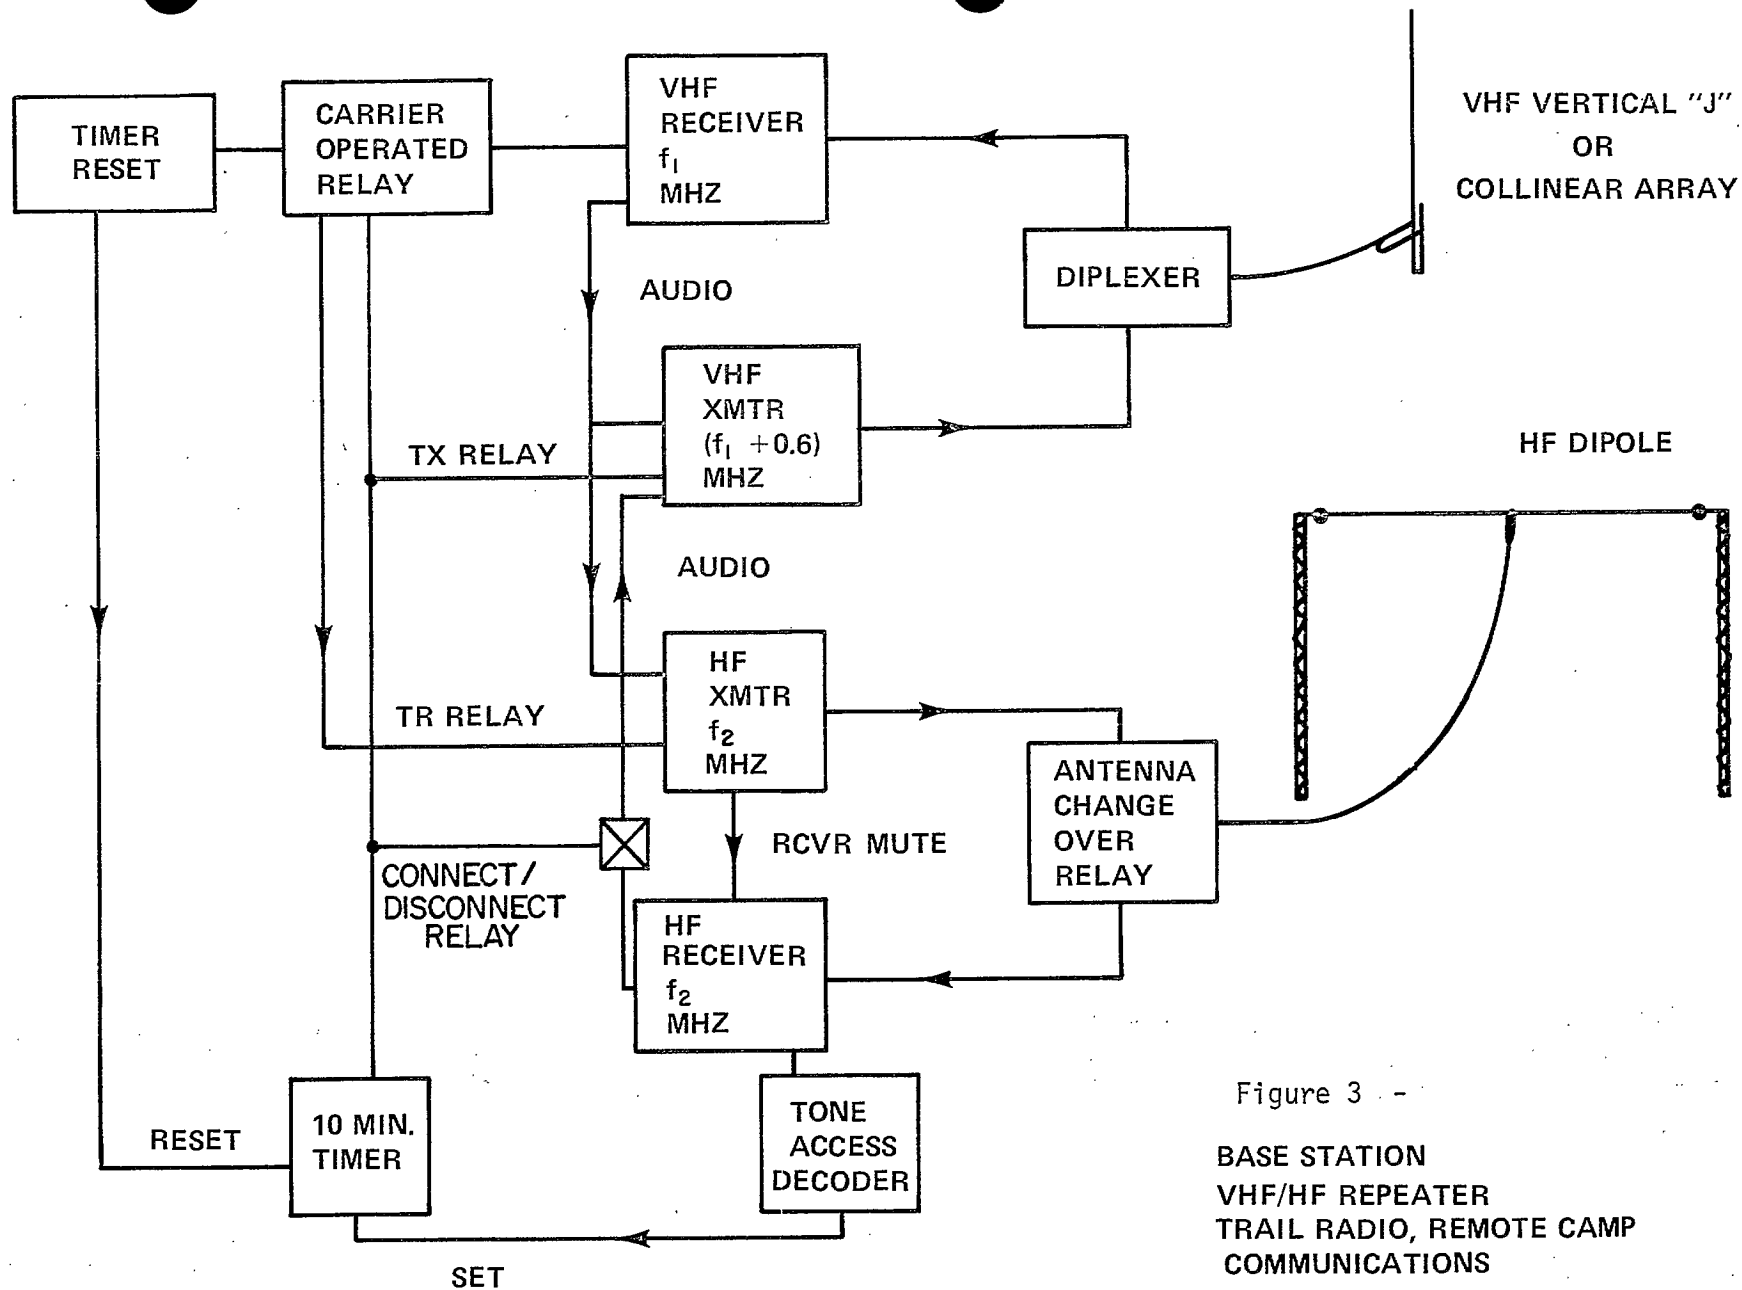 TIMER
RESET
CARRIER
OPERATED
RELAY
VHF
RECEIVER
f1
MHZ
VHF VERTICAL "J"
OR
COLLINEAR ARRAY
DIPLEXER
AUDIO
VHF
XMTR
(f1 +0.6)
MHZ
TX RELAY
HF DIPOLE
AUDIO
HF
XMTR
f2
MHZ
TR RELAY
ANTENNA
CHANGE
OVER
RELAY
RCVR MUTE
CONNECT/
DISCONNECT
RELAY
HF
RECEIVER
f2
MHZ
10 MIN.
TIMER
RESET
TONE
ACCESS
DECODER
SET
Figure 3 -
BASE STATION
VHF/HF REPEATER
TRAIL RADIO, REMOTE CAMP
COMMUNICATIONS